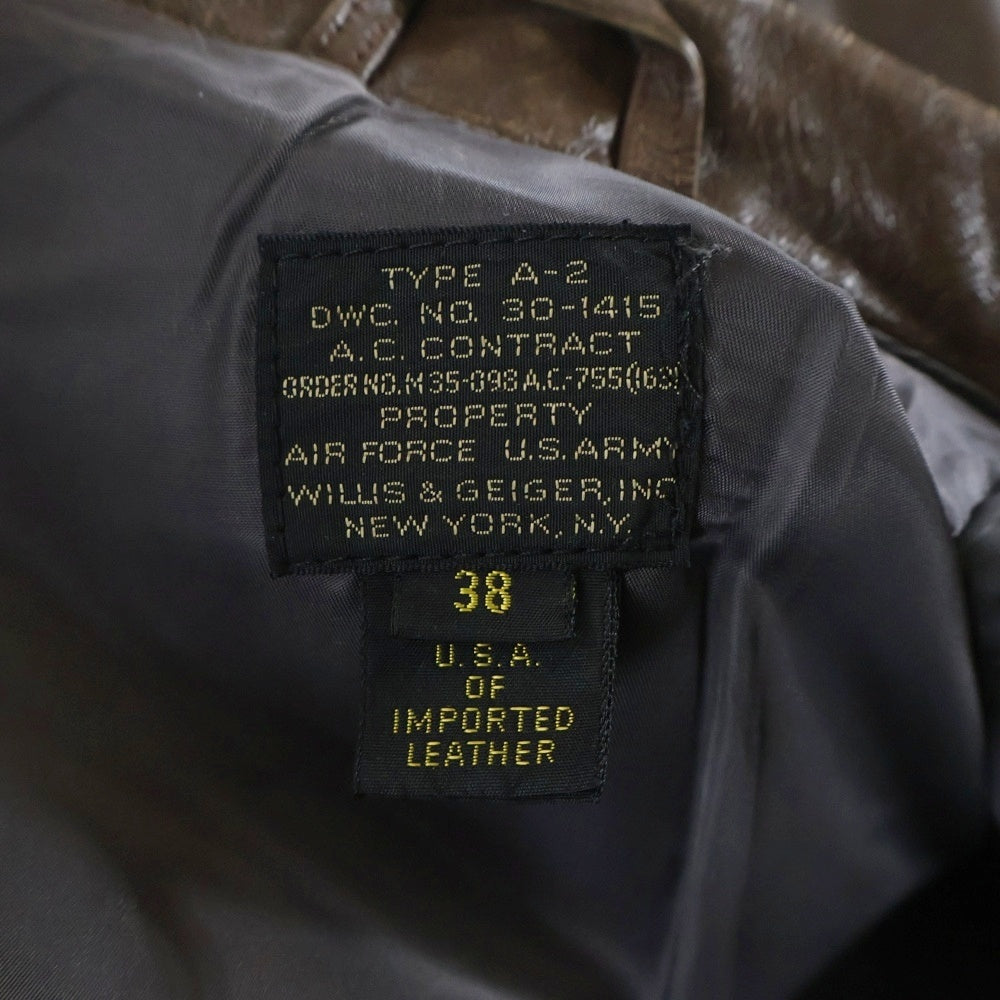 TYPE A-2
DWG. NO. 30-1415
A.C. CONTRACT
ORDER NO. M 35-098 A.C-755(163)
PROPERTY
AIR FORCE U.S. ARMY
WILLIS & GEIGER, INC
NEW YORK, N.Y.
38
U.S.A.
OF
IMPORTED
LEATHER